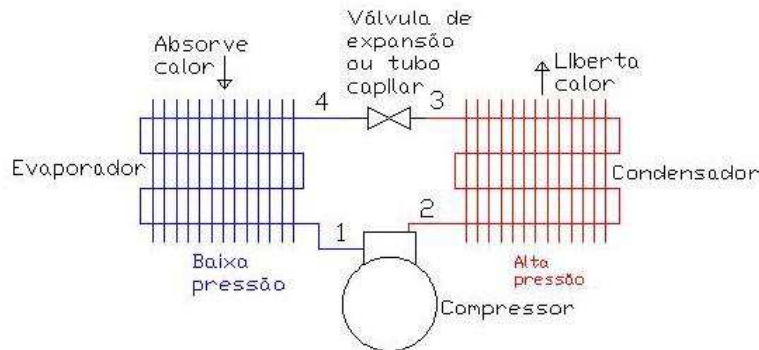 Absorve
calor
Válvula de
expansão
ou tubo
capilar
LIberta
calor
4
3
Evaporador
Condensador
1
2
Baixa
pressão
Alta
pressão
Compressor